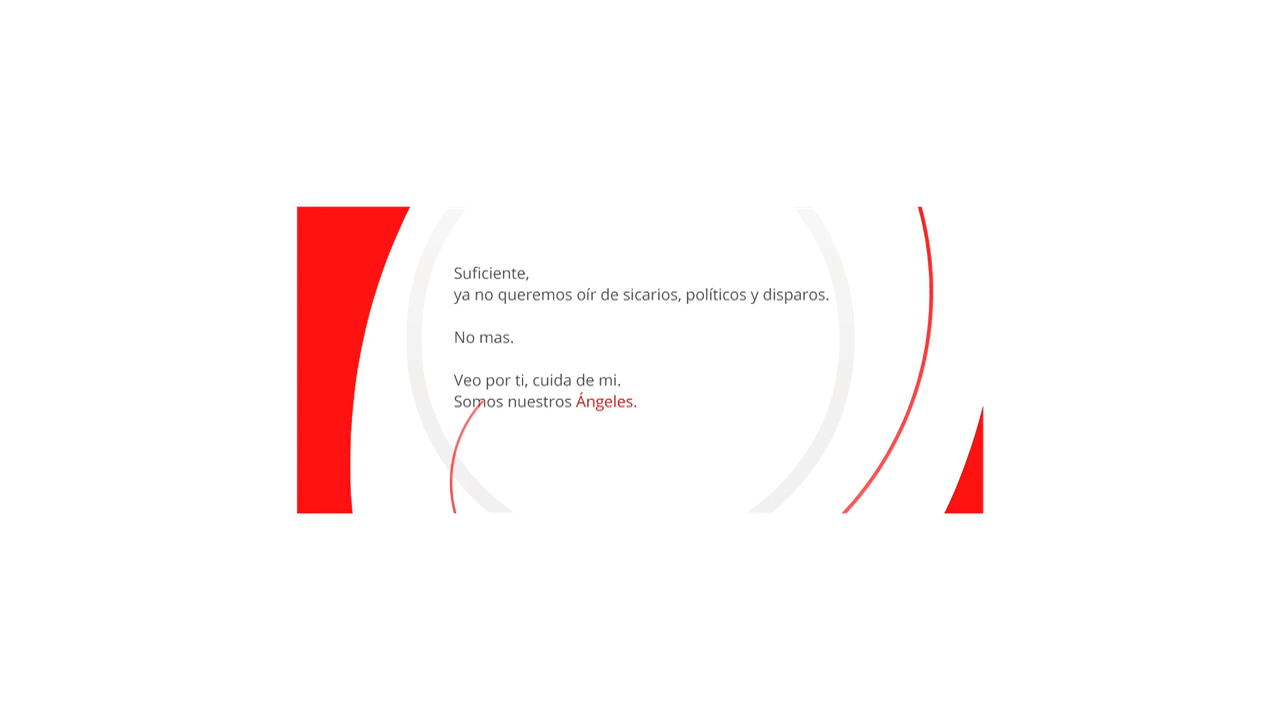 Suficiente,
ya no queremos oír de sicarios, políticos y disparos.
No mas.
Veo por ti, cuida de mi.
Somos nuestros Ángeles.